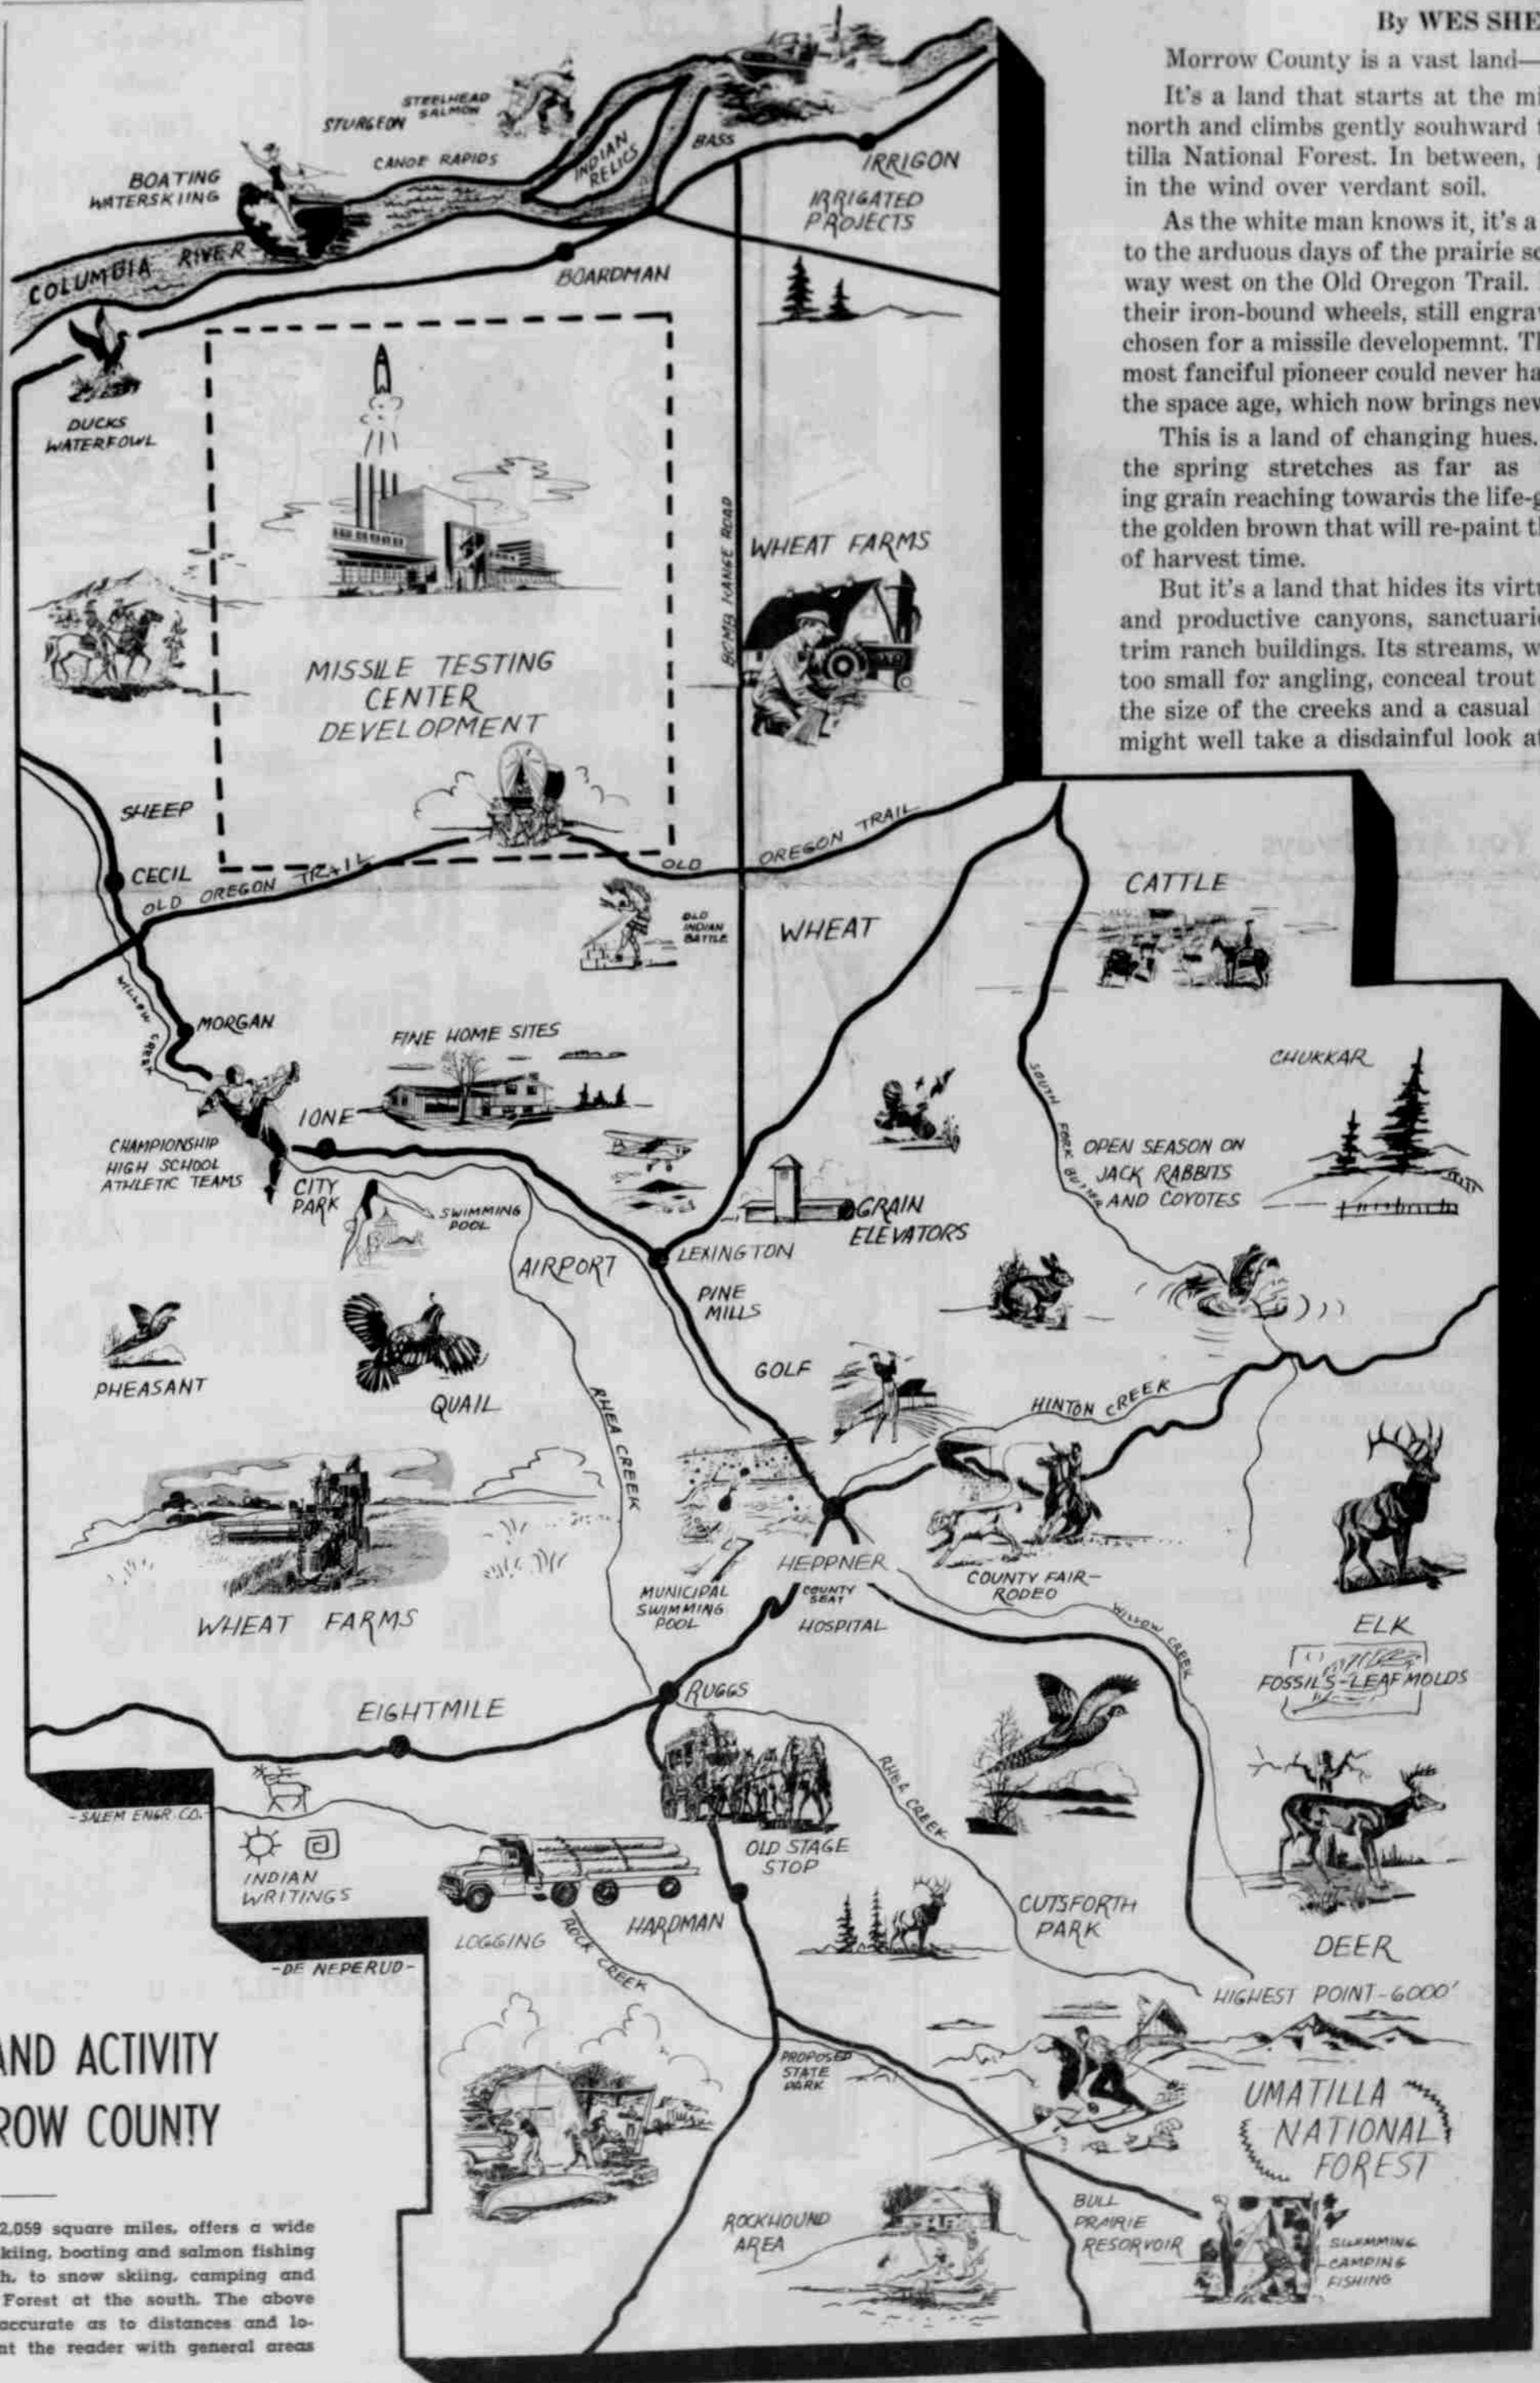 By WES SHE
Morrow County is a vast land—
It's a land that starts at the mi
north and climbs gently souhward t
tilla National Forest. In between, g
in the wind over verdant soil.
As the white man knows it, it's a
to the arduous days of the prairie sc
way west on the Old Oregon Trail.
their iron-bound wheels, still engrav
chosen for a missile developemnt. Th
most fanciful pioneer could never ha
the space age, which now brings new
This is a land of changing hues.
the spring stretches as far as
ing grain reaching towards the life-g
the golden brown that will re-paint th
of harvest time.
But it's a land that hides its virtu
and productive canyons, sanctuarie
trim ranch buildings. Its streams, w
too small for angling, conceal trout
the size of the creeks and a casual
might well take a disdainful look at
STEELHEAD
SALMON
STURGEON
CANOE RAPIDS
INDIAN
RELICS
BASS
IRRIGON
BOATING
WATERSKIING
IRRIGATED
PROJECTS
COLUMBIA RIVER
BOARDMAN
DUCKS
WATERFOWL
BOMB RANGE ROAD
WHEAT FARMS
MISSILE TESTING
CENTER
DEVELOPMENT
SHEEP
CECIL
OLD OREGON TRAIL
OLD OREGON TRAIL
OLD
INDIAN
BATTLE
WHEAT
CATTLE
WILLOW CREEK
MORGAN
FINE HOME SITES
CHUKKAR
SOUTH FORK BUTTER
IONE
CHAMPIONSHIP
HIGH SCHOOL
ATHLETIC TEAMS
CITY
PARK
SWIMMING
POOL
OPEN SEASON ON
JACK RABBITS
AND COYOTES
GRAIN
ELEVATORS
AIRPORT
LEXINGTON
PINE
MILLS
PHEASANT
QUAIL
GOLF
HINTON CREEK
RHEA CREEK
WHEAT FARMS
MUNICIPAL
SWIMMING
POOL
HEPPNER
COUNTY
SEAT
HOSPITAL
COUNTY FAIR-
RODEO
WILLOW CREEK
ELK
FOSSILS-LEAF MOLDS
EIGHTMILE
RUGGS
RHEA CREEK
-SALEM ENGR. CO.-
INDIAN
WRITINGS
OLD STAGE
STOP
LOGGING
ROCK CREEK
HARDMAN
CUTSFORTH
PARK
DEER
-DE NEPERUD-
HIGHEST POINT-6000'
PROPOSED
STATE
PARK
UMATILLA
NATIONAL
FOREST
ROCKHOUND
AREA
BULL
PRAIRIE
RESORVOIR
SWIMMING
CAMPING
FISHING
AND ACTIVITY
ROW COUNTY
2,059 square miles, offers a wide
kiing, boating and salmon fishing
h, to snow skiing, camping and
Forest at the south. The above
accurate as to distances and lo-
nt the reader with general areas